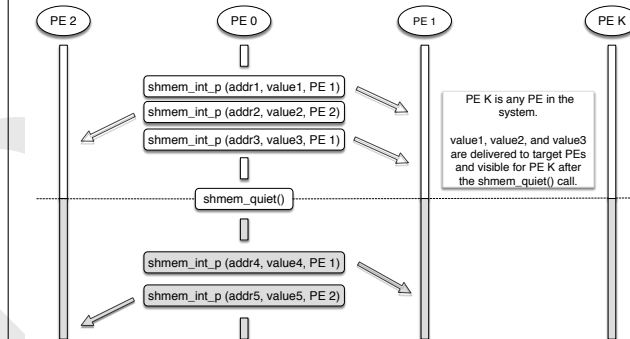 PE 2
PE 0
PE 1
PE K
shmem_int_p (addr1, value1, PE 1)
shmem_int_p (addr2, value2, PE 2)
shmem_int_p (addr3, value3, PE 1)
PE K is any PE in the
system.
value1, value2, and value3
are delivered to target PEs
and visible for PE K after
the shmem_quiet() call.
shmem_quiet()
shmem_int_p (addr4, value4, PE 1)
shmem_int_p (addr5, value5, PE 2)